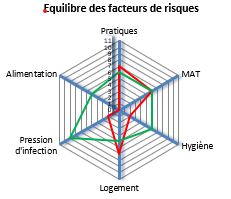 Equilibre des facteurs de risques
Pratiques
11
10
9
8
7
6
5
4
3
2
1
0
Alimentation
MAT
Pression
d'infection
Hygiène
Logement